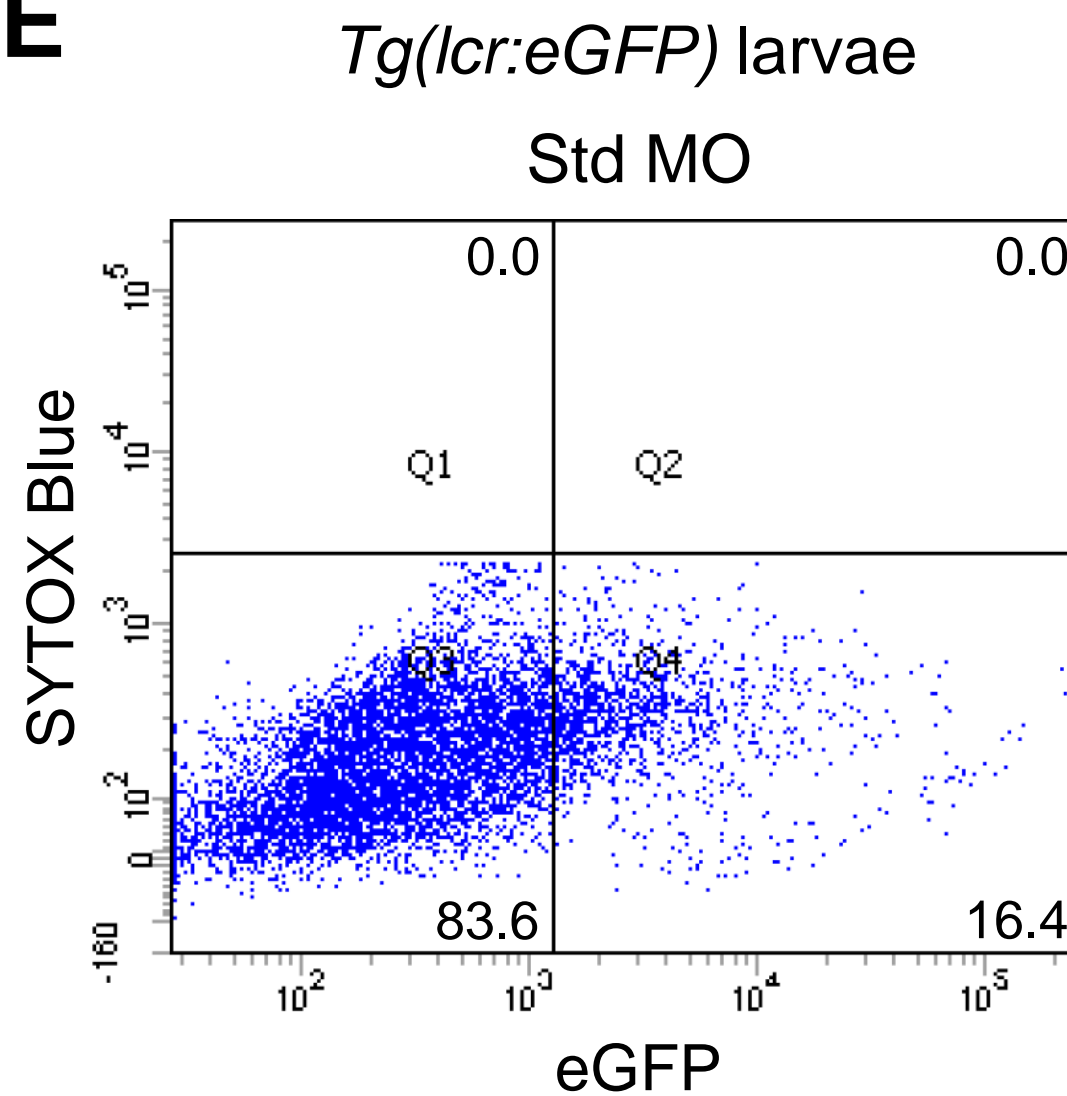 E
Tg(lcr:eGFP) larvae
Std MO
0.0
0.0
10^5
10^4
Q1
Q2
10^3
Q3
Q4
10^2
0
83.6
16.4
-160
10^2
10^3
10^4
10^5
SYTOX Blue
eGFP